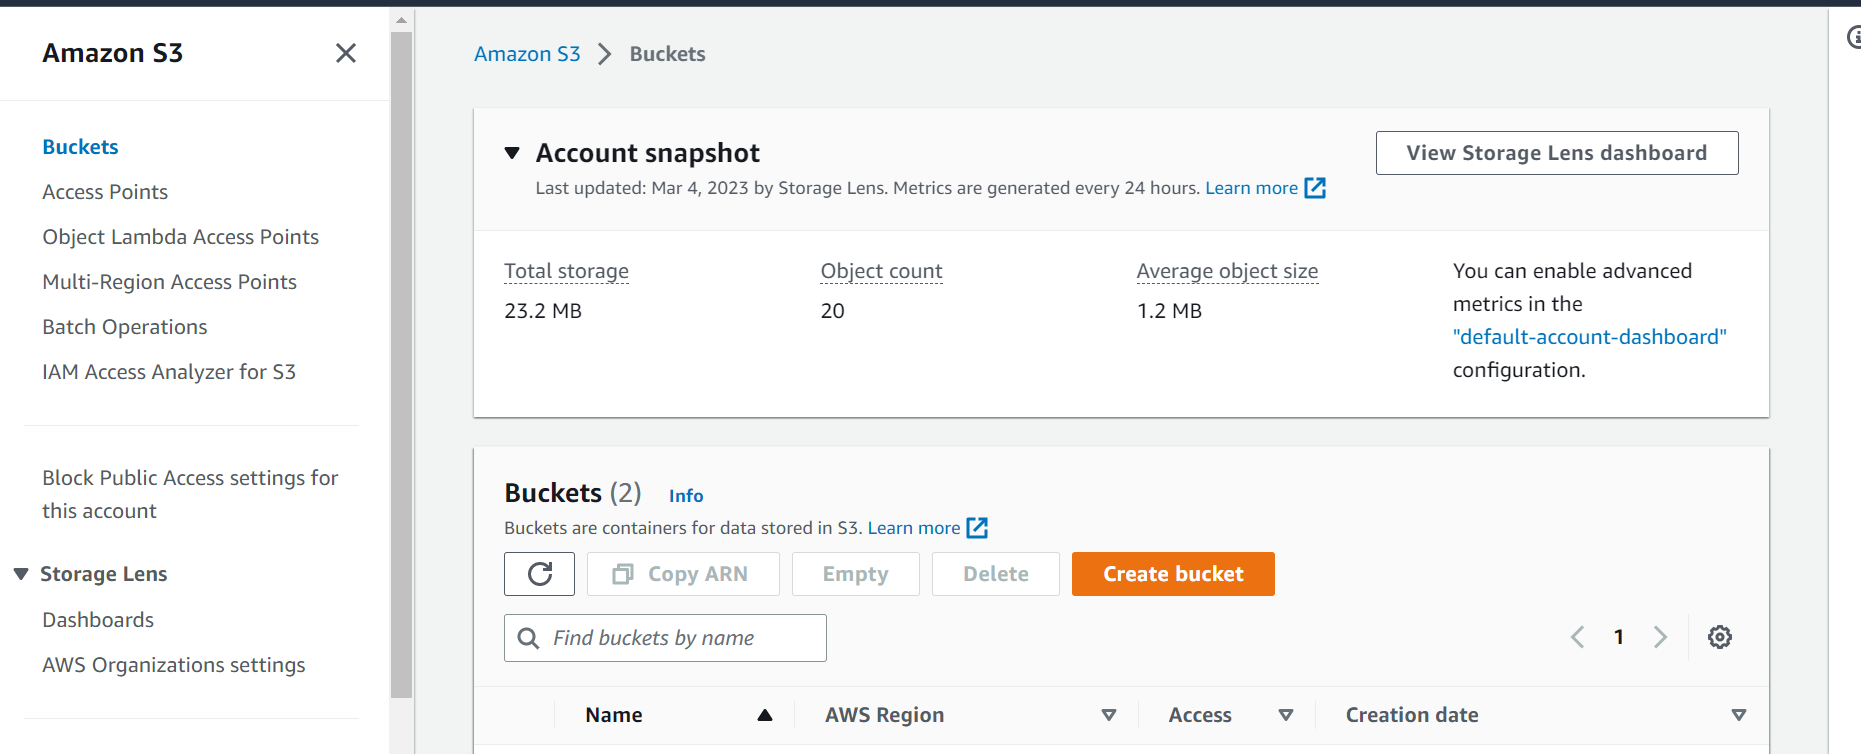 Amazon S3
Buckets
Access Points
Object Lambda Access Points
Multi-Region Access Points
Batch Operations
IAM Access Analyzer for S3
Block Public Access settings for
this account
Storage Lens
Dashboards
AWS Organizations settings
Amazon S3 > Buckets
Account snapshot
View Storage Lens dashboard
Last updated: Mar 4, 2023 by Storage Lens. Metrics are generated every 24 hours. Learn more
Total storage
23.2 MB
Object count
20
Average object size
1.2 MB
You can enable advanced
metrics in the
"default-account-dashboard"
configuration.
Buckets (2) Info
Buckets are containers for data stored in S3. Learn more
Copy ARN
Empty
Delete
Create bucket
Find buckets by name
1
Name
AWS Region
Access
Creation date